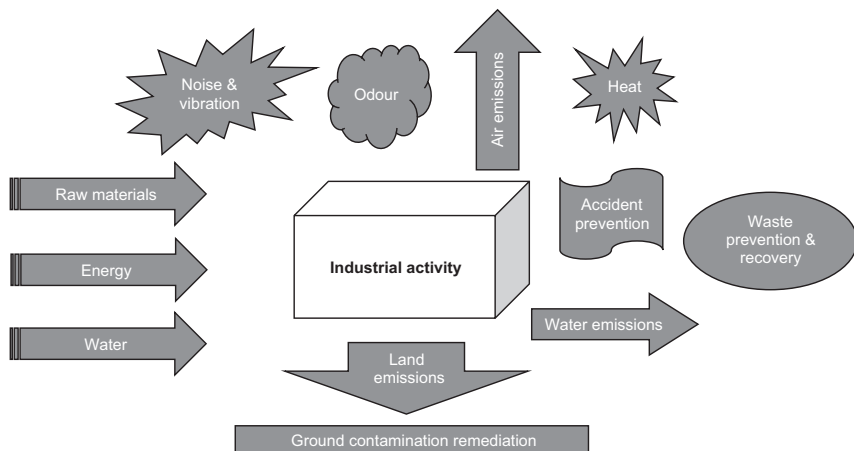 Noise &
vibration
Odour
Air emissions
Heat
Raw materials
Accident
prevention
Waste
prevention &
recovery
Energy
Industrial activity
Water
Water emissions
Land
emissions
Ground contamination remediation